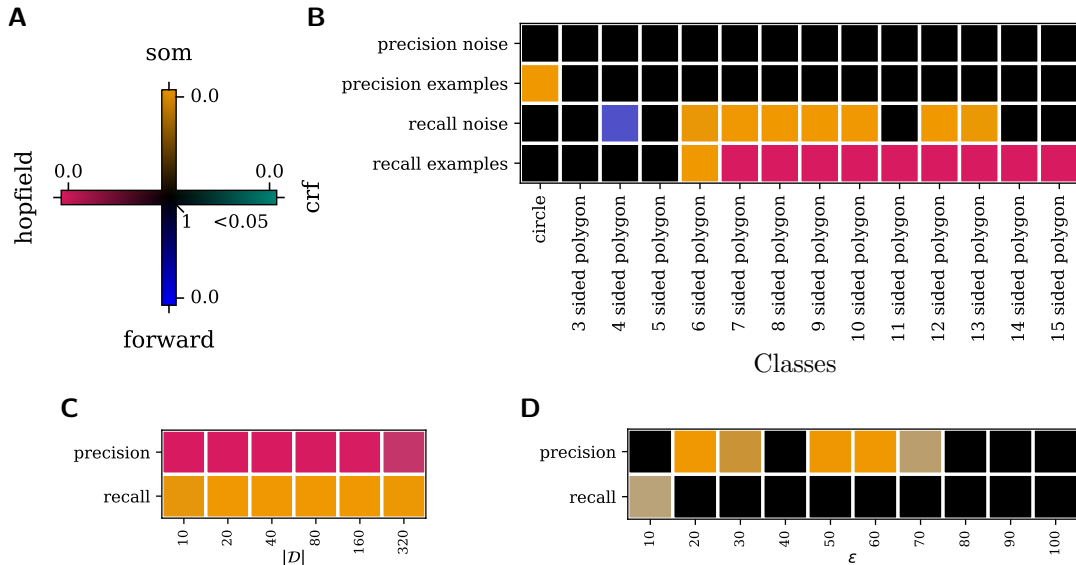 A
som
0.0
0.0
0.0
hopfield
crf
1
<0.05
0.0
forward
B
precision noise
precision examples
recall noise
recall examples
circle
3 sided polygon
4 sided polygon
5 sided polygon
6 sided polygon
7 sided polygon
8 sided polygon
9 sided polygon
10 sided polygon
11 sided polygon
12 sided polygon
13 sided polygon
14 sided polygon
15 sided polygon
Classes
C
precision
recall
10 20 40 80 160 320
|𝒟|
D
precision
recall
10 20 30 40 50 60 70 80 90 100
ε